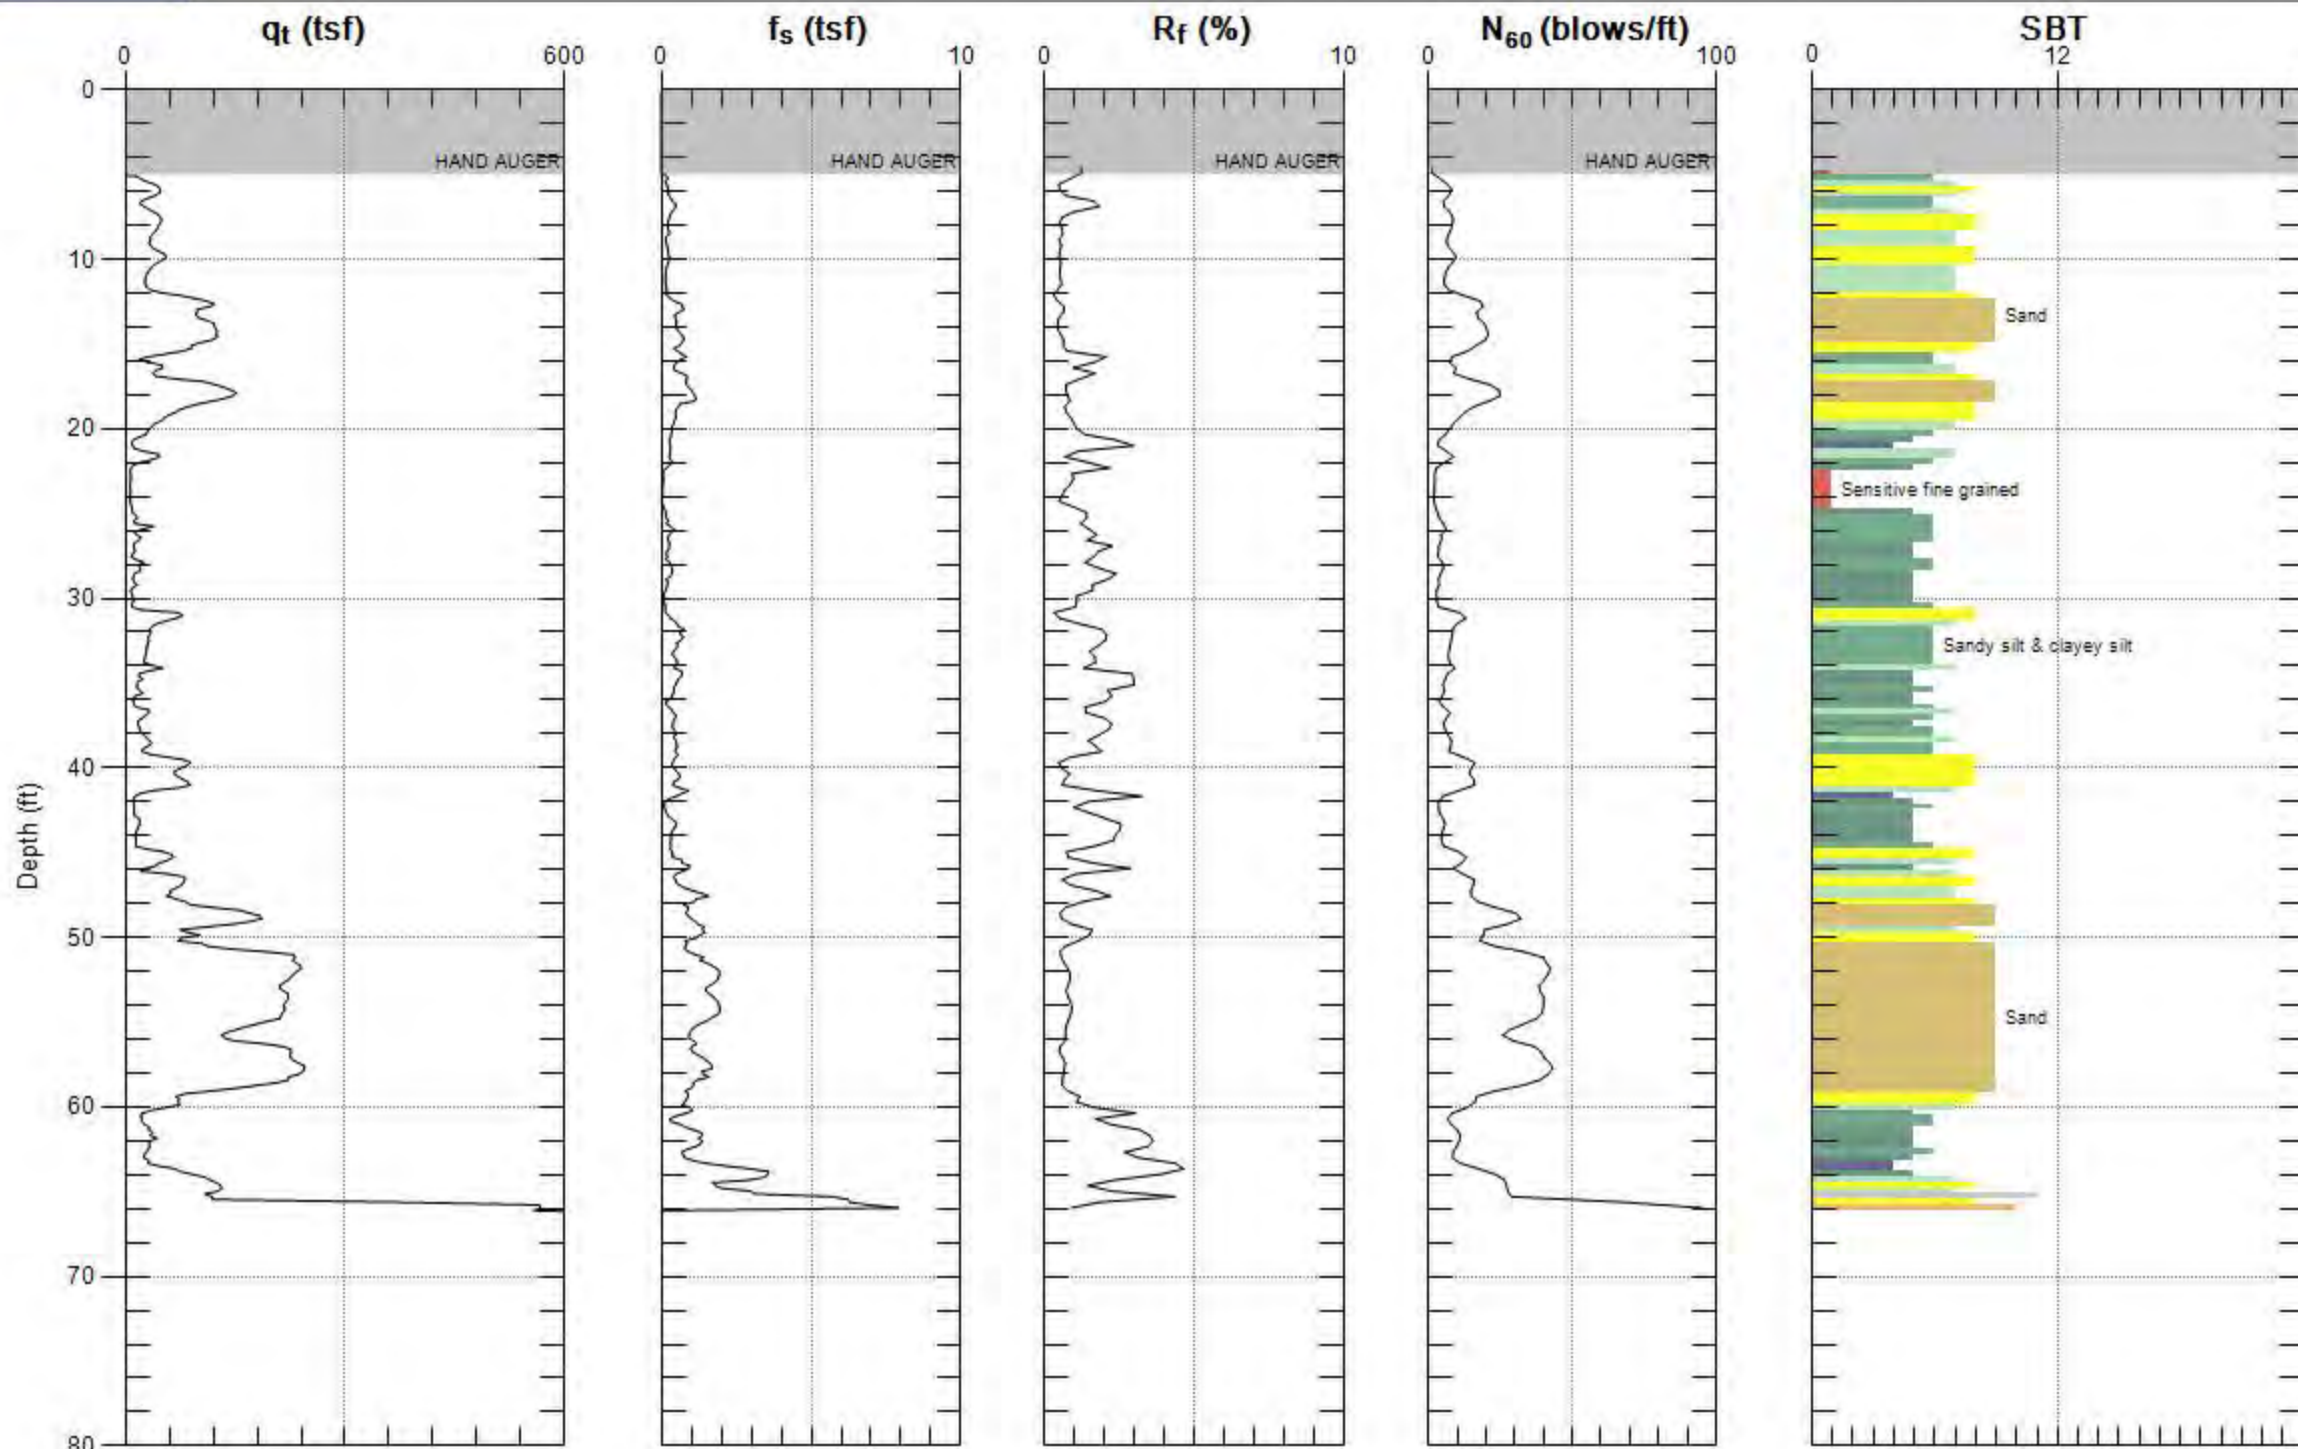 qt (tsf) fs (tsf) Rf (%) N60 (blows/ft) SBT
0 600 0 10 0 10 0 100 0 12
0
HAND AUGER HAND AUGER HAND AUGER HAND AUGER
10
Sand
20
Sensitive fine grained
30
Sandy silt & clayey silt
40
Depth (ft)
50
Sand
60
70
80